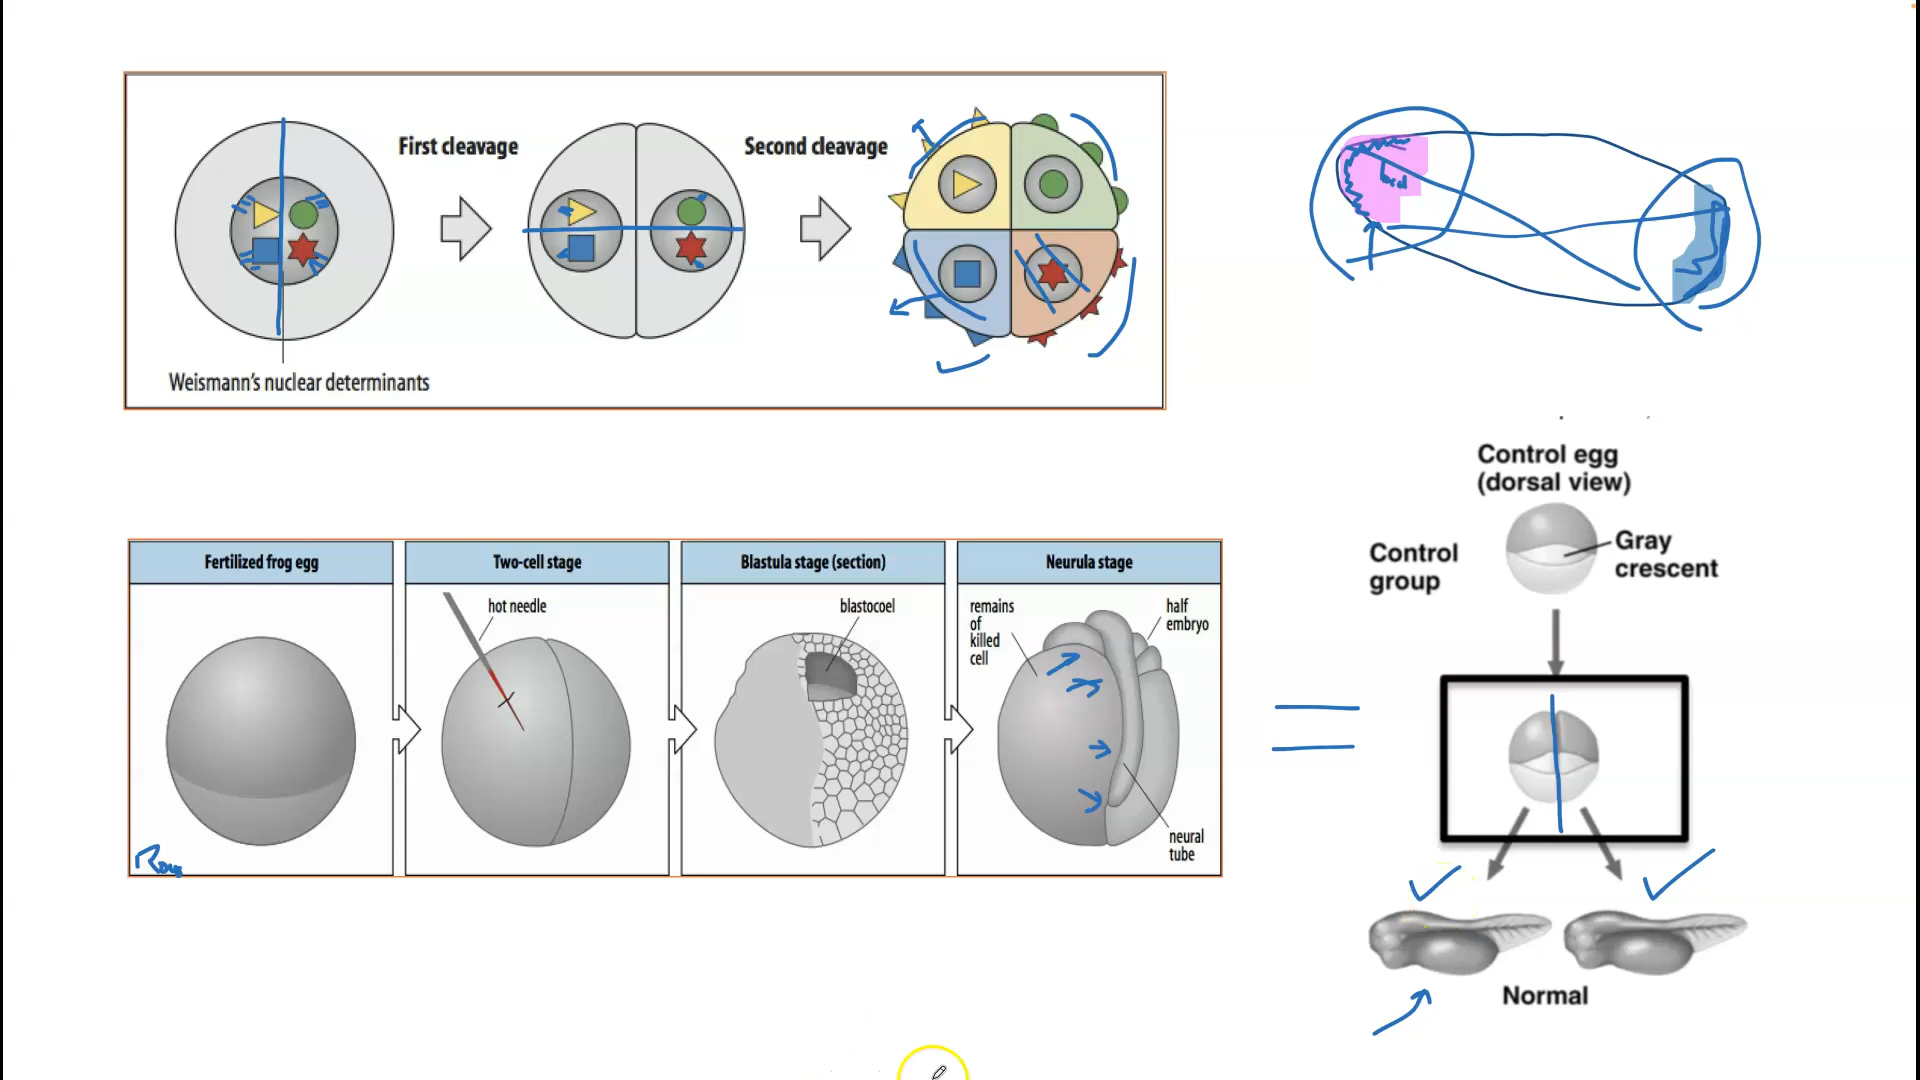 First cleavage
Second cleavage
Weismann's nuclear determinants
bcd
Control egg
(dorsal view)
Gray
crescent
Control
group
Normal
Fertilized frog egg
Two-cell stage
Blastula stage (section)
Neurula stage
hot needle
blastocoel
remains
of
killed
cell
half
embryo
neural
tube
Roux